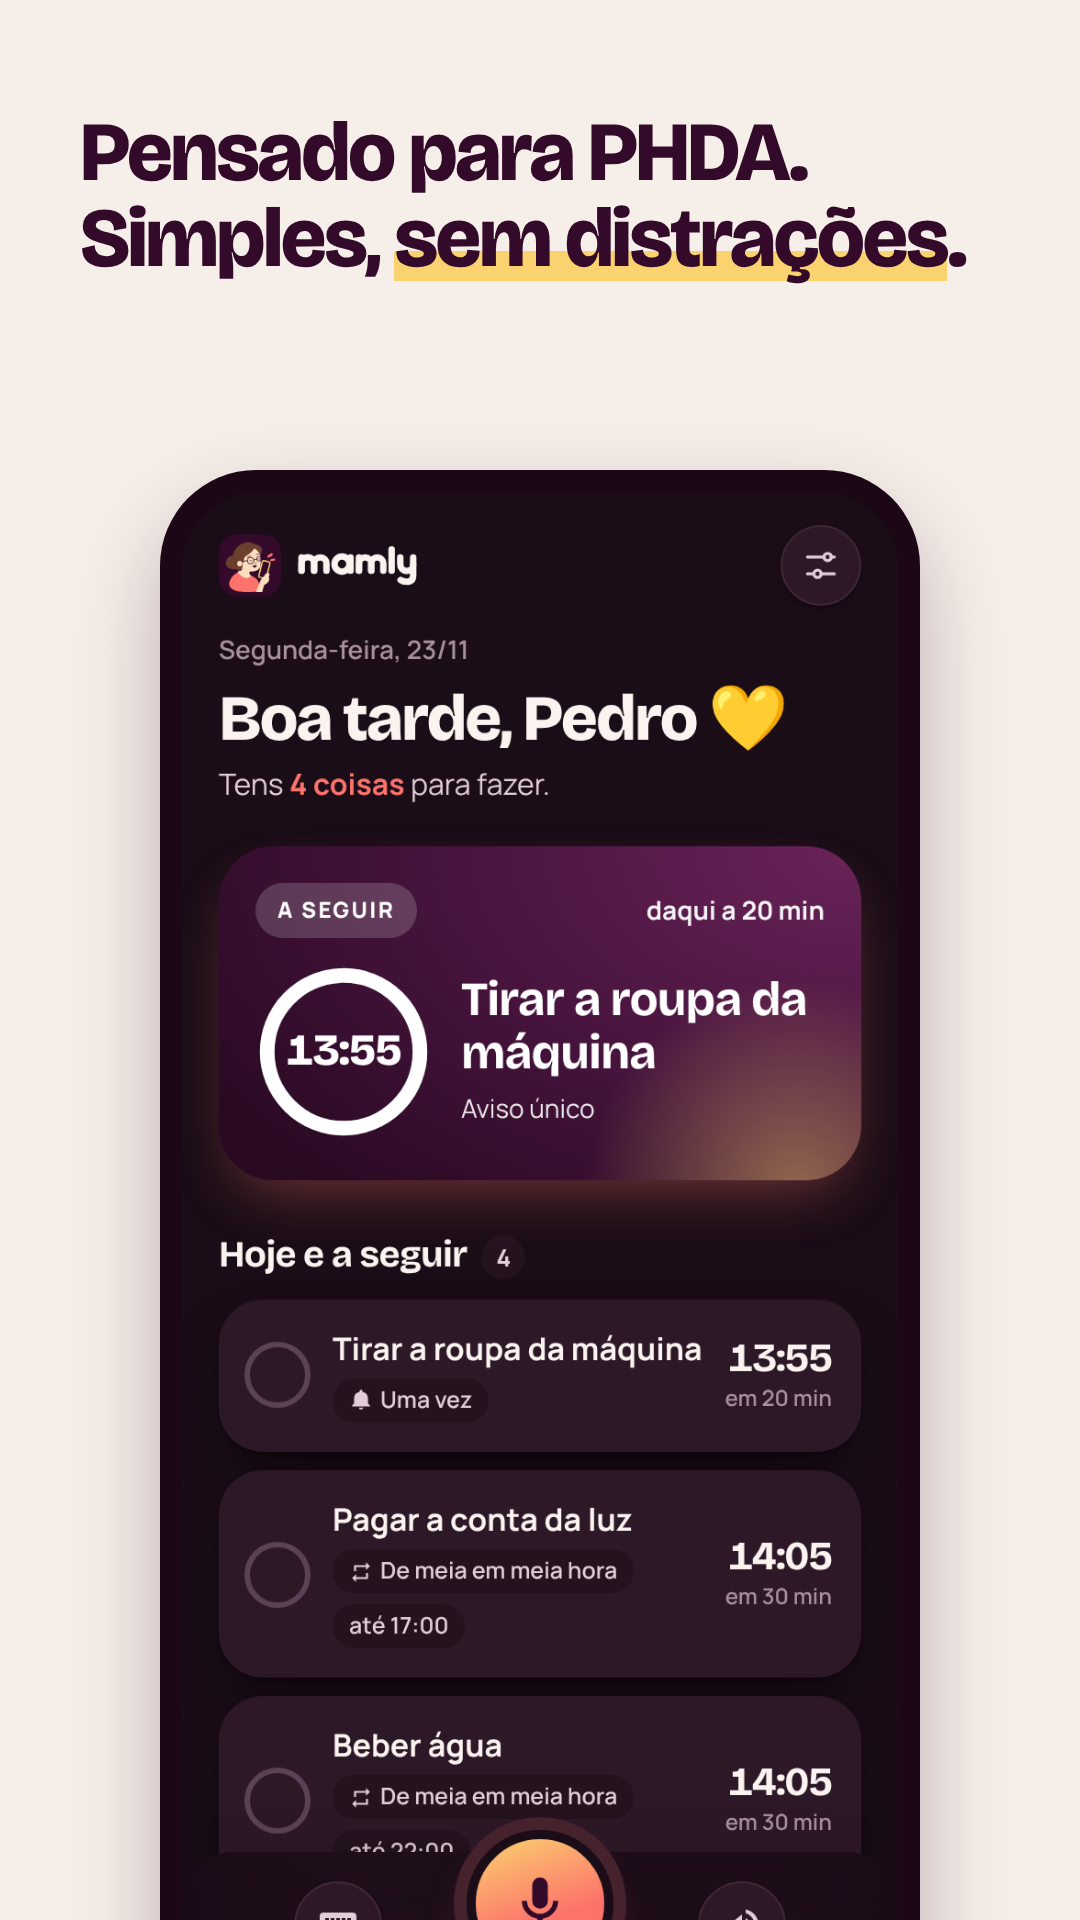 Pensado para PHDA.
Simples, sem distrações.
mamly
Segunda-feira, 23/11
Boa tarde, Pedro 💛
Tens 4 coisas para fazer.
A SEGUIR
daqui a 20 min
13:55
Tirar a roupa da
máquina
Aviso único
Hoje e a seguir 4
Tirar a roupa da máquina
13:55
Uma vez
em 20 min
Pagar a conta da luz
14:05
De meia em meia hora
em 30 min
até 17:00
Beber água
14:05
De meia em meia hora
em 30 min
até 22:00